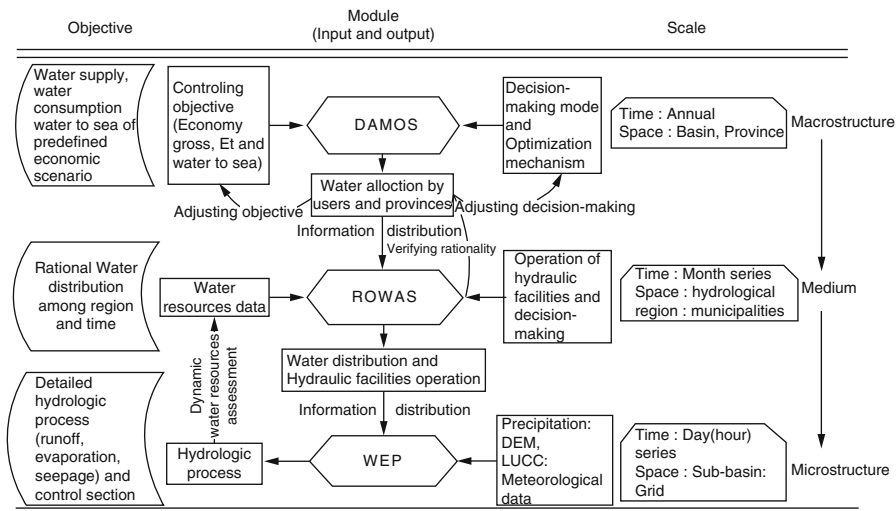 Objective
Module
(Input and output)
Scale
Water supply,
water
consumption
water to sea of
predefined
economic
scenario
Controling
objective
(Economy
gross, Et and
water to sea)
DAMOS
Decision-
making mode
and
Optimization
mechanism
Time : Annual
Space : Basin, Province
Macrostructure
Water alloction by
users and provinces
Adjusting objective
Adjusting decision-making
Information distribution
Verifying rationality
Rational Water
distribution
among region
and time
Water
resources data
ROWAS
Operation of
hydraulic
facilities and
decision-
making
Time : Month series
Space : hydrological
region : municipalities
Medium
Water distribution and
Hydraulic facilities operation
Dynamic
water resources
assessment
Information distribution
Detailed
hydrologic
process
(runoff,
evaporation,
seepage) and
control section
Hydrologic
process
WEP
Precipitation:
DEM,
LUCC:
Meteorological
data
Time : Day(hour)
series
Space : Sub-basin:
Grid
Microstructure